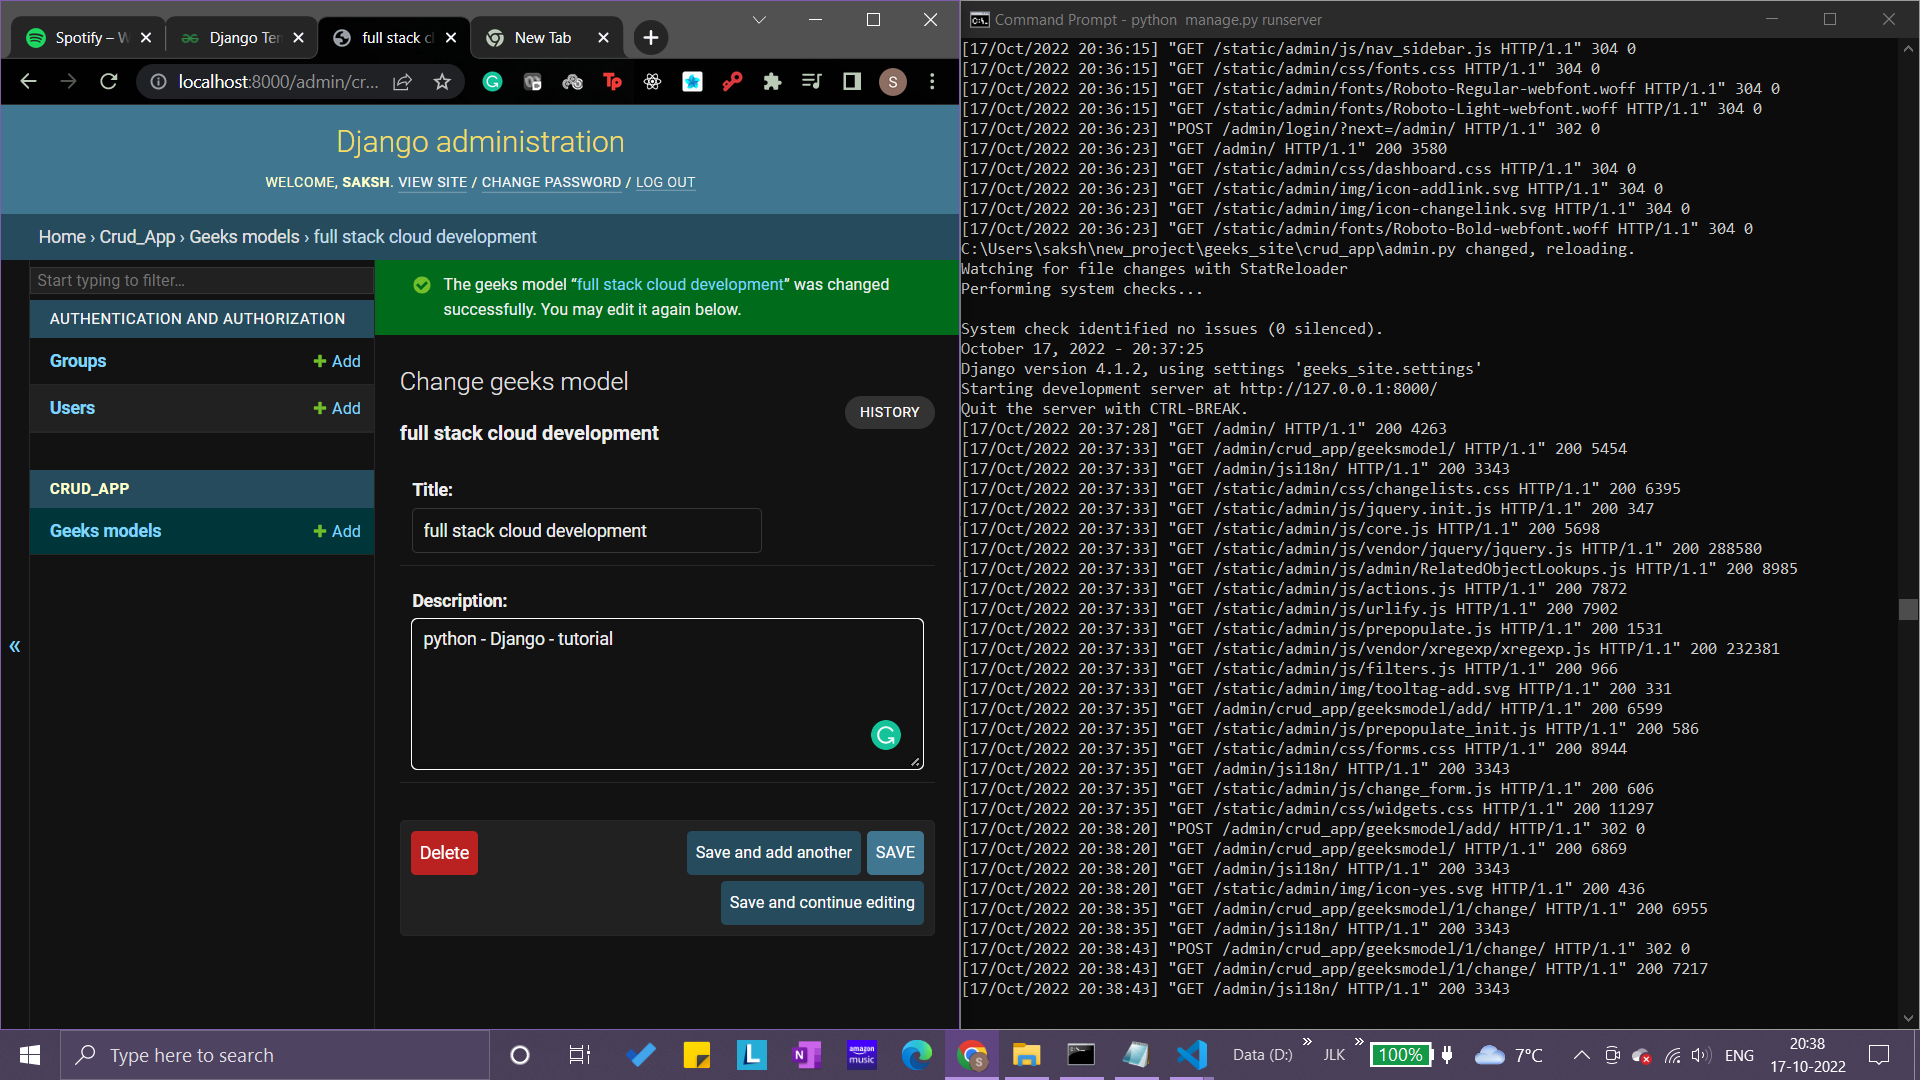 Spotify – W
Django Ter
full stack cl
New Tab
localhost:8000/admin/cr...
Tp
S
Django administration
WELCOME, SAKSH. VIEW SITE / CHANGE PASSWORD / LOG OUT
Home › Crud_App › Geeks models › full stack cloud development
Start typing to filter...
AUTHENTICATION AND AUTHORIZATION
Groups + Add
Users + Add
CRUD_APP
Geeks models + Add
«
The geeks model “full stack cloud development” was changed
successfully. You may edit it again below.
Change geeks model
HISTORY
full stack cloud development
Title:
full stack cloud development
Description:
python - Django - tutorial
Delete
Save and add another
SAVE
Save and continue editing
Command Prompt - python  manage.py runserver
[17/Oct/2022 20:36:15] "GET /static/admin/js/nav_sidebar.js HTTP/1.1" 304 0
[17/Oct/2022 20:36:15] "GET /static/admin/css/fonts.css HTTP/1.1" 304 0
[17/Oct/2022 20:36:15] "GET /static/admin/fonts/Roboto-Regular-webfont.woff HTTP/1.1" 304 0
[17/Oct/2022 20:36:15] "GET /static/admin/fonts/Roboto-Light-webfont.woff HTTP/1.1" 304 0
[17/Oct/2022 20:36:23] "POST /admin/login/?next=/admin/ HTTP/1.1" 302 0
[17/Oct/2022 20:36:23] "GET /admin/ HTTP/1.1" 200 3580
[17/Oct/2022 20:36:23] "GET /static/admin/css/dashboard.css HTTP/1.1" 304 0
[17/Oct/2022 20:36:23] "GET /static/admin/img/icon-addlink.svg HTTP/1.1" 304 0
[17/Oct/2022 20:36:23] "GET /static/admin/img/icon-changelink.svg HTTP/1.1" 304 0
[17/Oct/2022 20:36:23] "GET /static/admin/fonts/Roboto-Bold-webfont.woff HTTP/1.1" 304 0
C:\Users\saksh\new_project\geeks_site\crud_app\admin.py changed, reloading.
Watching for file changes with StatReloader
Performing system checks...
System check identified no issues (0 silenced).
October 17, 2022 - 20:37:25
Django version 4.1.2, using settings 'geeks_site.settings'
Starting development server at http://127.0.0.1:8000/
Quit the server with CTRL-BREAK.
[17/Oct/2022 20:37:28] "GET /admin/ HTTP/1.1" 200 4263
[17/Oct/2022 20:37:33] "GET /admin/crud_app/geeksmodel/ HTTP/1.1" 200 5454
[17/Oct/2022 20:37:33] "GET /admin/jsi18n/ HTTP/1.1" 200 3343
[17/Oct/2022 20:37:33] "GET /static/admin/css/changelists.css HTTP/1.1" 200 6395
[17/Oct/2022 20:37:33] "GET /static/admin/js/jquery.init.js HTTP/1.1" 200 347
[17/Oct/2022 20:37:33] "GET /static/admin/js/core.js HTTP/1.1" 200 5698
[17/Oct/2022 20:37:33] "GET /static/admin/js/vendor/jquery/jquery.js HTTP/1.1" 200 288580
[17/Oct/2022 20:37:33] "GET /static/admin/js/admin/RelatedObjectLookups.js HTTP/1.1" 200 8985
[17/Oct/2022 20:37:33] "GET /static/admin/js/actions.js HTTP/1.1" 200 7872
[17/Oct/2022 20:37:33] "GET /static/admin/js/urlify.js HTTP/1.1" 200 7902
[17/Oct/2022 20:37:33] "GET /static/admin/js/prepopulate.js HTTP/1.1" 200 1531
[17/Oct/2022 20:37:33] "GET /static/admin/js/vendor/xregexp/xregexp.js HTTP/1.1" 200 232381
[17/Oct/2022 20:37:33] "GET /static/admin/js/filters.js HTTP/1.1" 200 966
[17/Oct/2022 20:37:33] "GET /static/admin/img/tooltag-add.svg HTTP/1.1" 200 331
[17/Oct/2022 20:37:35] "GET /admin/crud_app/geeksmodel/add/ HTTP/1.1" 200 6599
[17/Oct/2022 20:37:35] "GET /static/admin/js/prepopulate_init.js HTTP/1.1" 200 586
[17/Oct/2022 20:37:35] "GET /static/admin/css/forms.css HTTP/1.1" 200 8944
[17/Oct/2022 20:37:35] "GET /admin/jsi18n/ HTTP/1.1" 200 3343
[17/Oct/2022 20:37:35] "GET /static/admin/js/change_form.js HTTP/1.1" 200 606
[17/Oct/2022 20:37:35] "GET /static/admin/css/widgets.css HTTP/1.1" 200 11297
[17/Oct/2022 20:38:20] "POST /admin/crud_app/geeksmodel/add/ HTTP/1.1" 302 0
[17/Oct/2022 20:38:20] "GET /admin/crud_app/geeksmodel/ HTTP/1.1" 200 6869
[17/Oct/2022 20:38:20] "GET /admin/jsi18n/ HTTP/1.1" 200 3343
[17/Oct/2022 20:38:20] "GET /static/admin/img/icon-yes.svg HTTP/1.1" 200 436
[17/Oct/2022 20:38:35] "GET /admin/crud_app/geeksmodel/1/change/ HTTP/1.1" 200 6955
[17/Oct/2022 20:38:35] "GET /admin/jsi18n/ HTTP/1.1" 200 3343
[17/Oct/2022 20:38:43] "POST /admin/crud_app/geeksmodel/1/change/ HTTP/1.1" 302 0
[17/Oct/2022 20:38:43] "GET /admin/crud_app/geeksmodel/1/change/ HTTP/1.1" 200 7217
[17/Oct/2022 20:38:43] "GET /admin/jsi18n/ HTTP/1.1" 200 3343
Type here to search
L
N
amazon music
S
Data (D:) »
JLK »
100%
7°C
ENG
20:38
17-10-2022